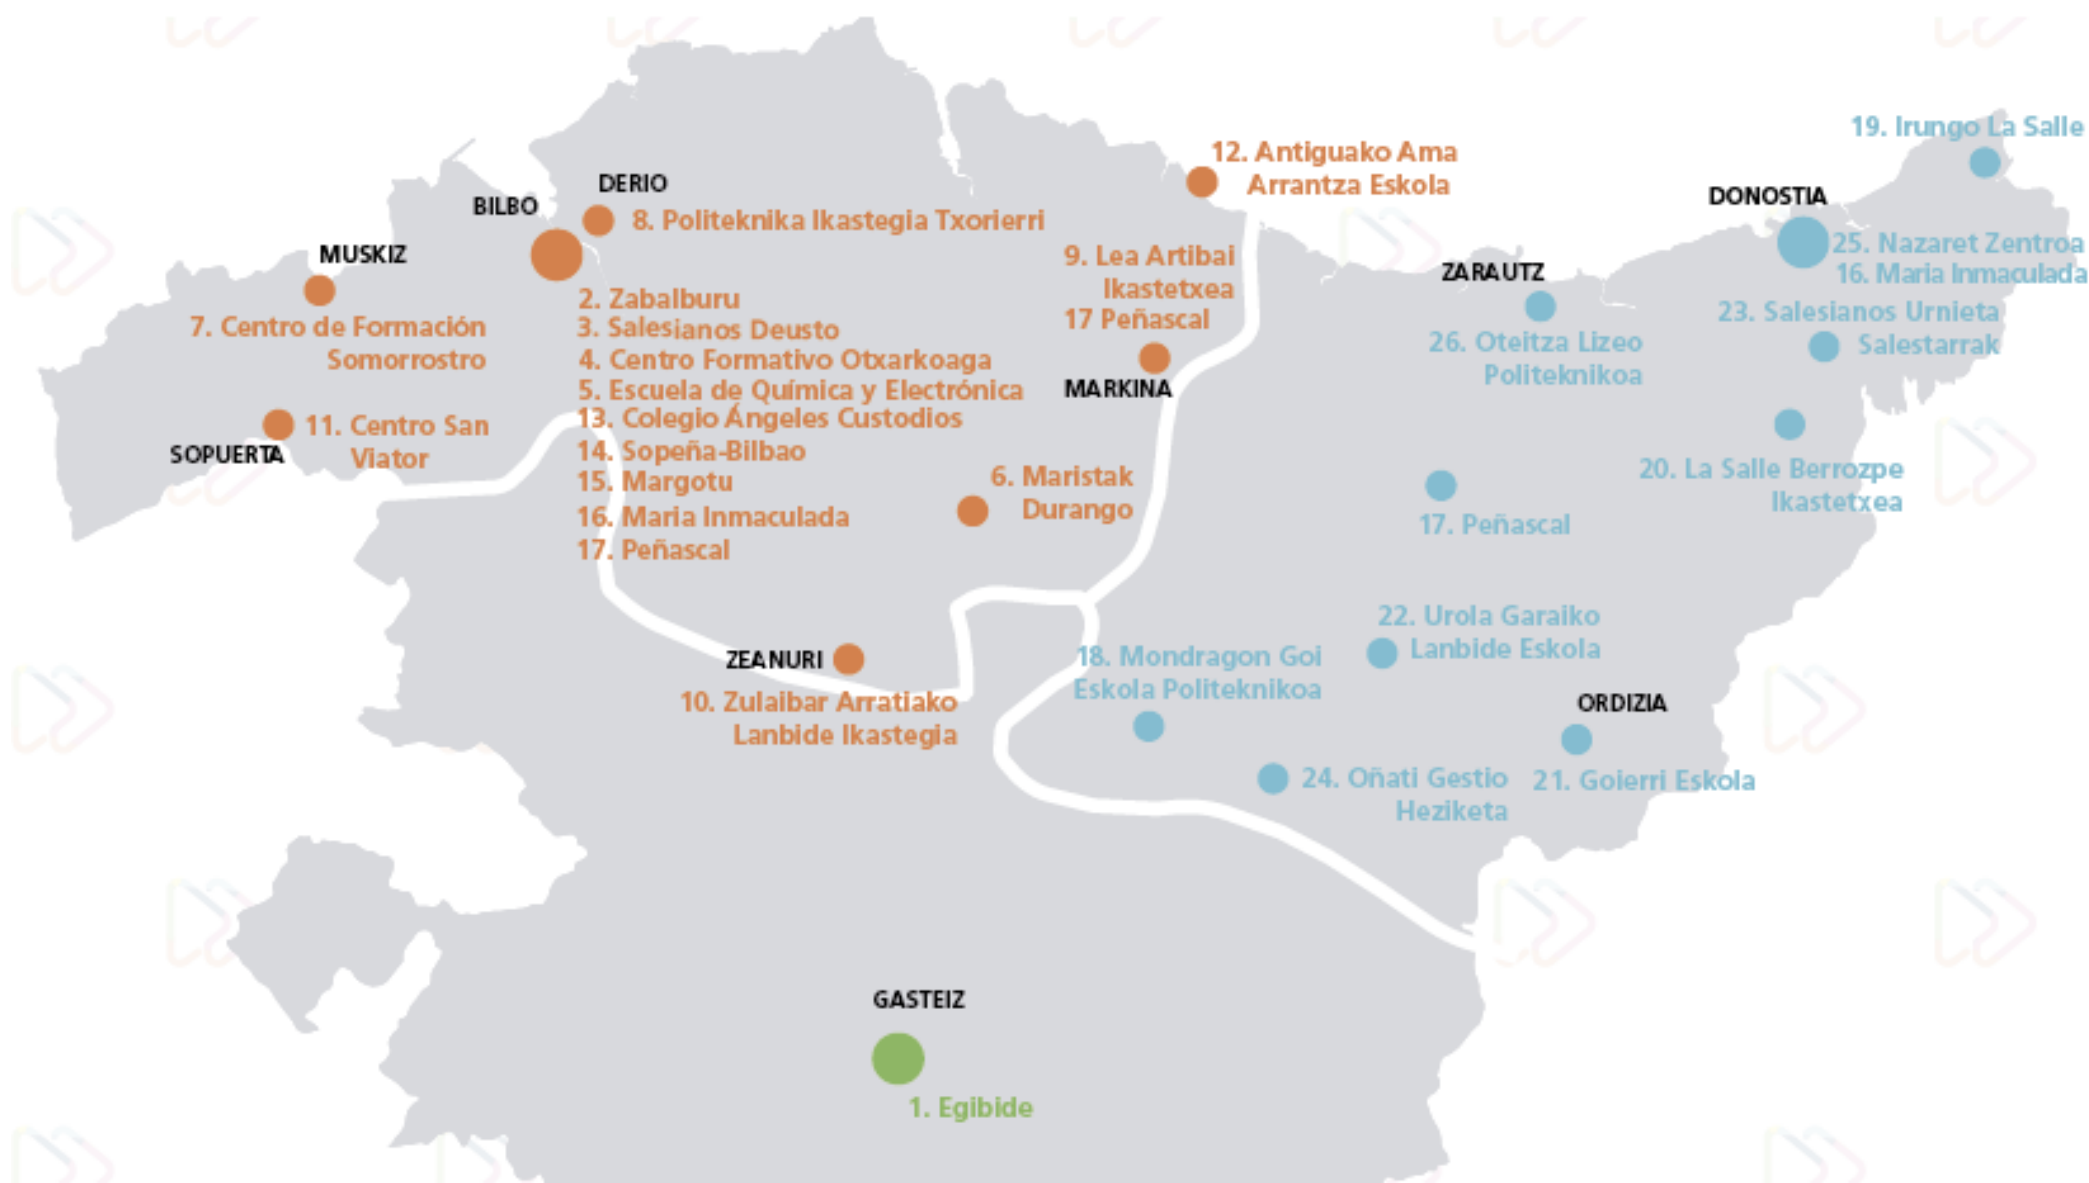 19. Irungo La Salle
12. Antiguako Ama
Arrantza Eskola
DERIO
DONOSTIA
BILBO
8. Politeknika Ikastegia Txorierri
25. Nazaret Zentroa
16. Maria Inmaculada
MUSKIZ
9. Lea Artibai
Ikastetxea
17 Peñascal
MARKINA
ZARAUTZ
26. Oteitza Lizeo
Politeknikoa
23. Salesianos Urnieta
Salestarrak
7. Centro de Formación
Somorrostro
2. Zabalburu
3. Salesianos Deusto
4. Centro Formativo Otxarkoaga
5. Escuela de Química y Electrónica
13. Colegio Ángeles Custodios
14. Sopeña-Bilbao
15. Margotu
16. Maria Inmaculada
17. Peñascal
11. Centro San
Viator
SOPUERTA
6. Maristak
Durango
20. La Salle Berrozpe
Ikastetxea
17. Peñascal
22. Urola Garaiko
Lanbide Eskola
18. Mondragon Goi
Eskola Politeknikoa
ZEANURI
10. Zulaibar Arratiako
Lanbide Ikastegia
ORDIZIA
21. Goierri Eskola
24. Oñati Gestio
Heziketa
GASTEIZ
1. Egibide